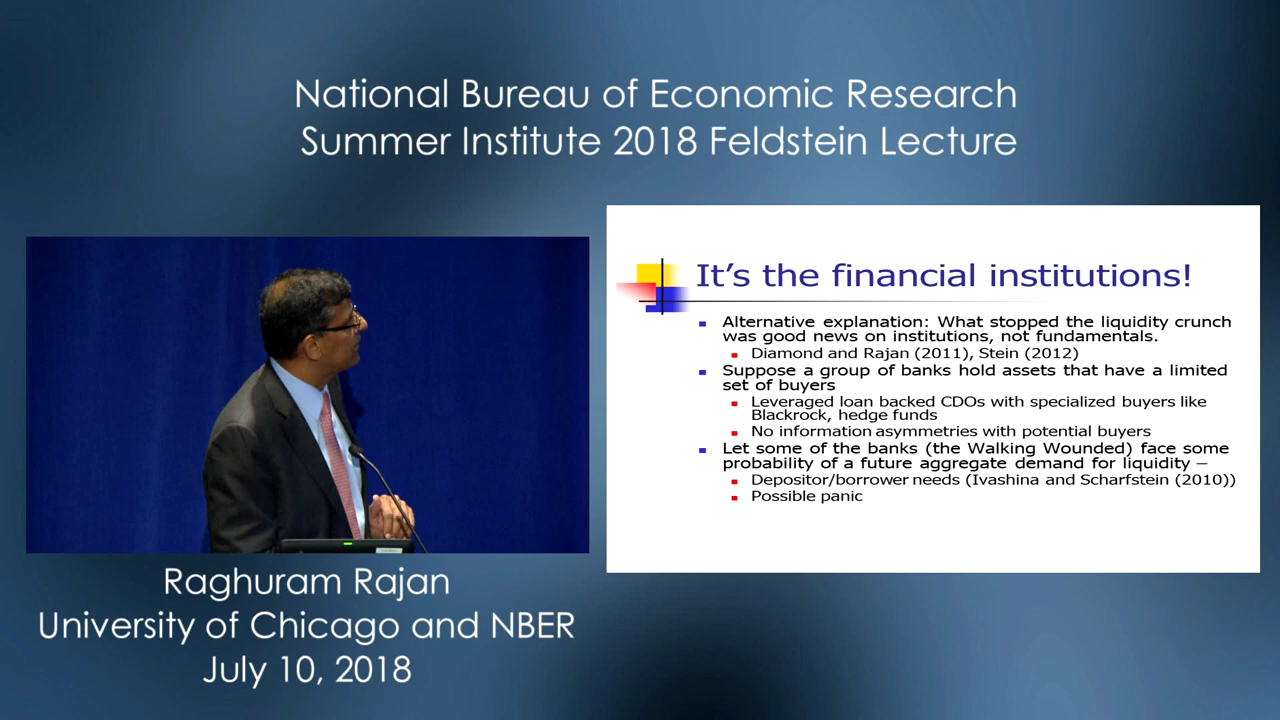 National Bureau of Economic Research
Summer Institute 2018 Feldstein Lecture
It's the financial institutions!
Alternative explanation: What stopped the liquidity crunch
was good news on institutions, not fundamentals.
Diamond and Rajan (2011), Stein (2012)
Suppose a group of banks hold assets that have a limited
set of buyers
Leveraged loan backed CDOs with specialized buyers like
Blackrock, hedge funds
No information asymmetries with potential buyers
Let some of the banks (the Walking Wounded) face some
probability of a future aggregate demand for liquidity –
Depositor/borrower needs (Ivashina and Scharfstein (2010))
Possible panic
Raghuram Rajan
University of Chicago and NBER
July 10, 2018